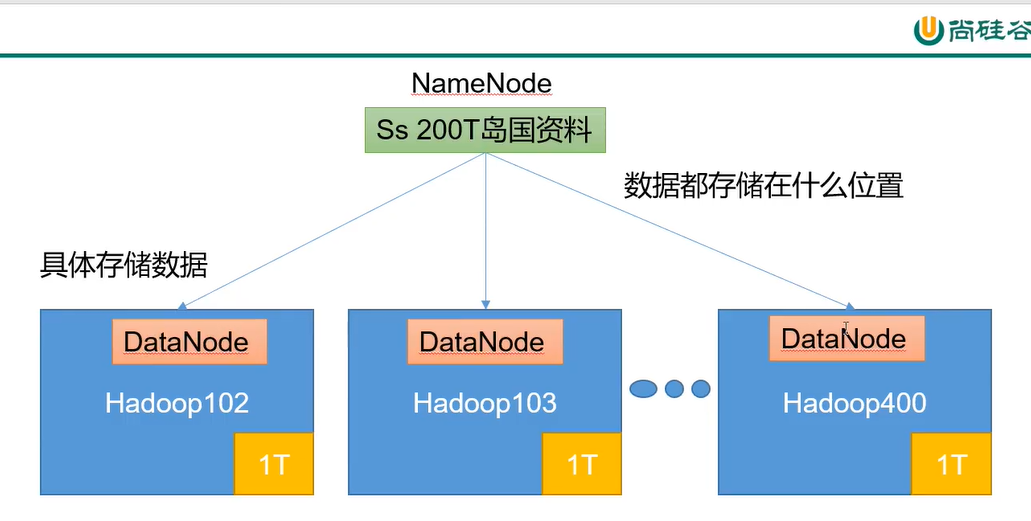 尚硅谷
NameNode
Ss 200T岛国资料
数据都存储在什么位置
具体存储数据
DataNode
DataNode
DataNode
Hadoop102
Hadoop103
Hadoop400
1T
1T
1T